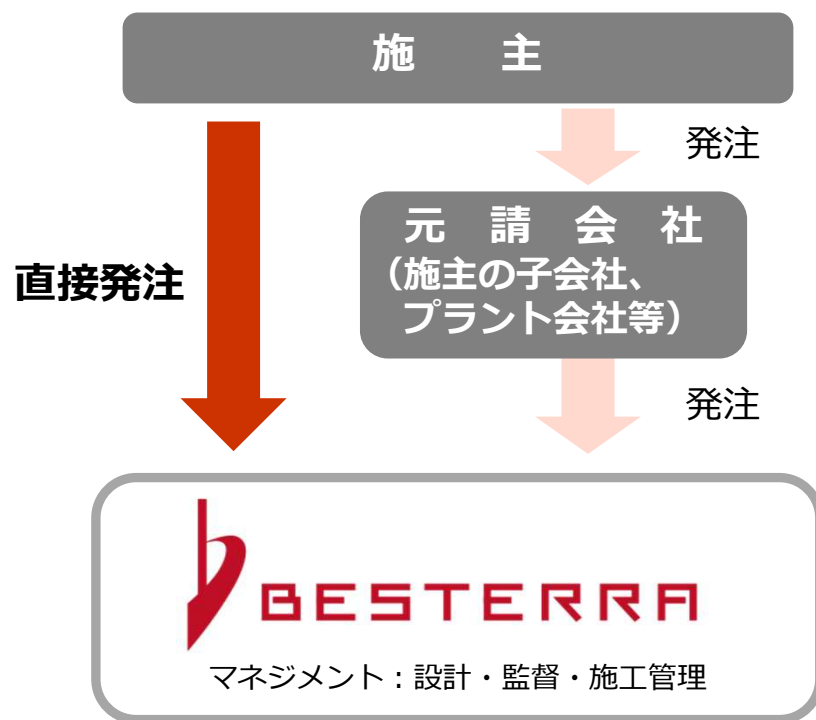 施 主
発注
直接発注
元 請 会 社
（施主の子会社、
プラント会社等）
発注
BESTERRA
マネジメント：設計・監督・施工管理